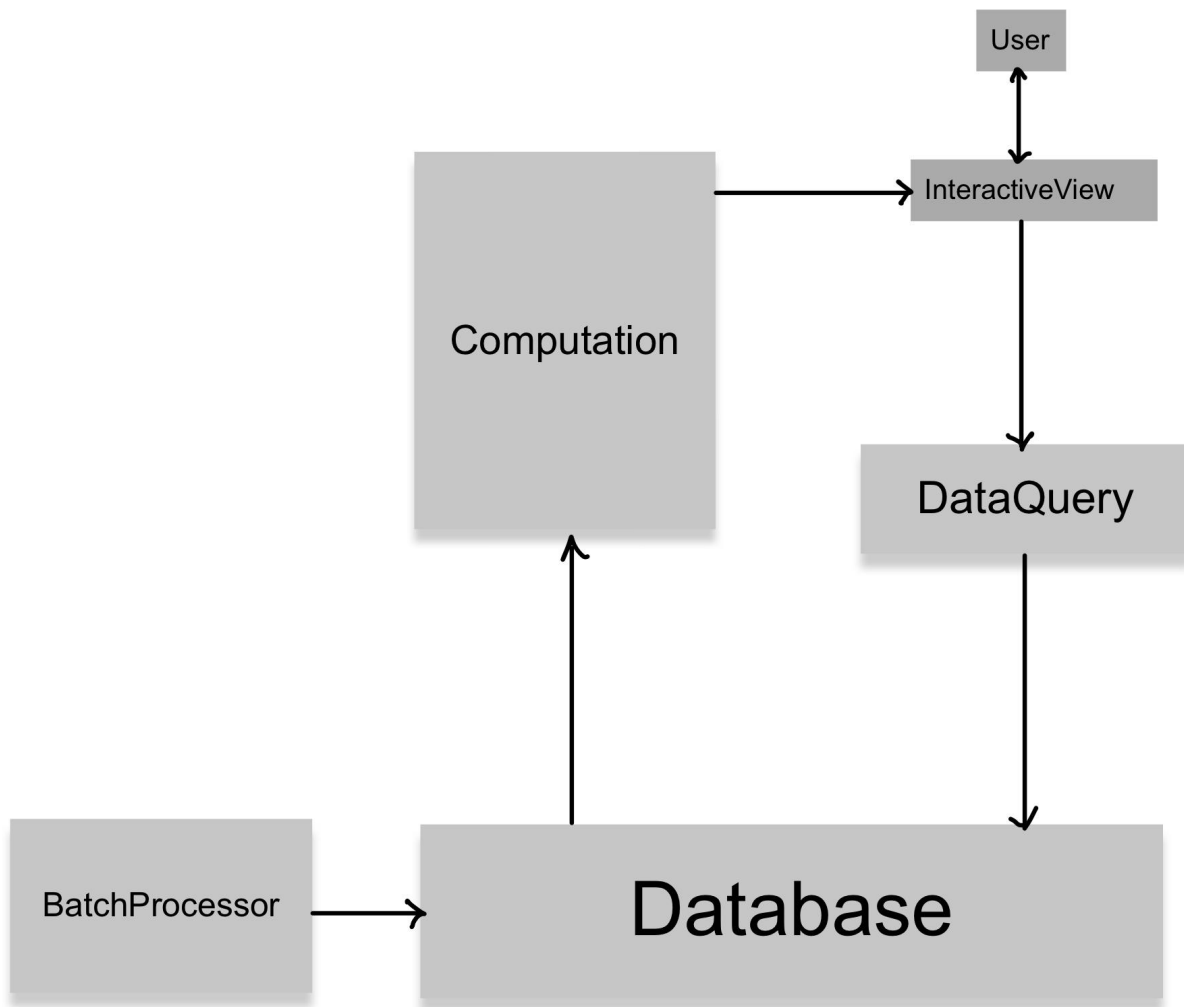 User
InteractiveView
Computation
DataQuery
BatchProcessor
Database